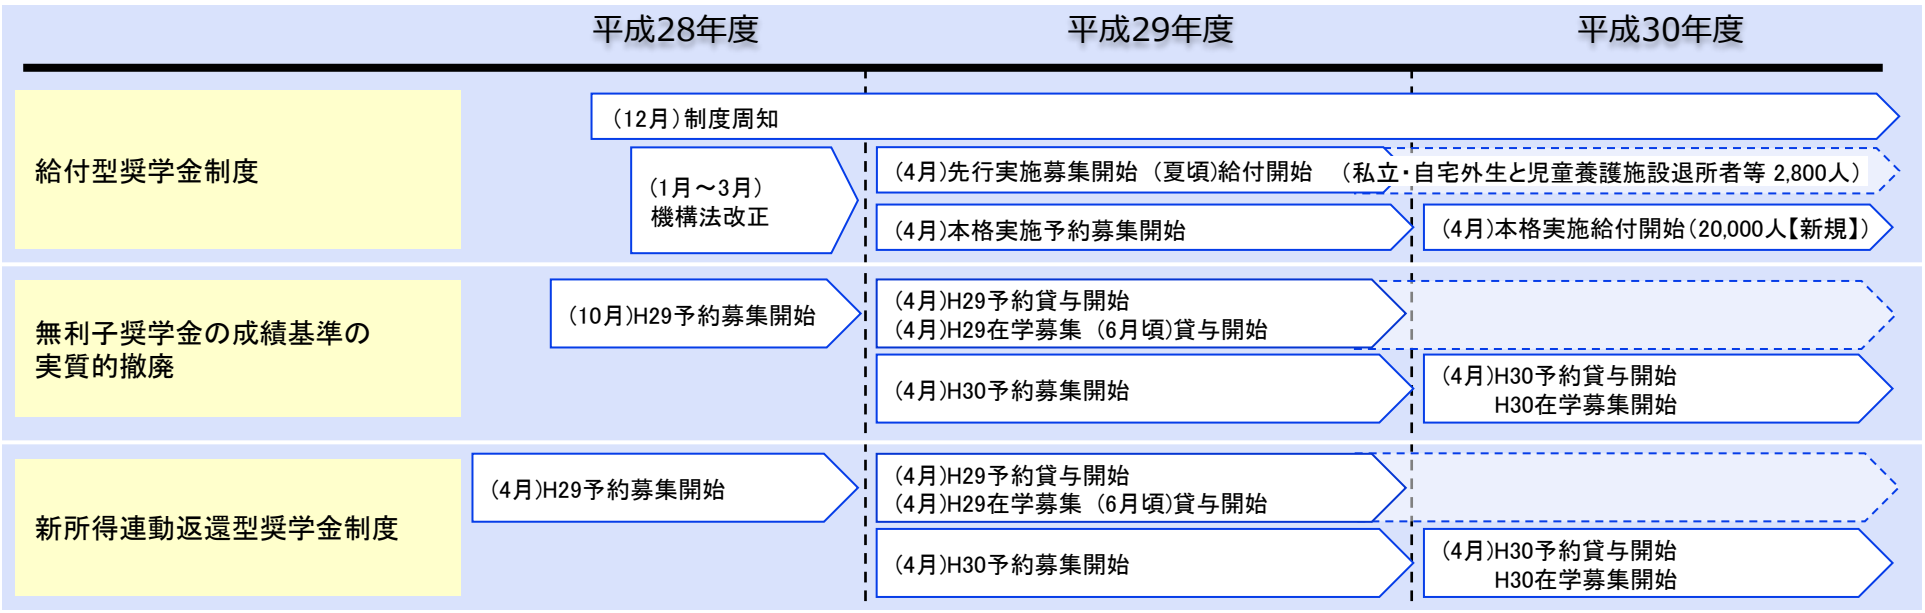 平成28年度
平成29年度
平成30年度
給付型奨学金制度
(12月)制度周知
(1月～3月)
機構法改正
(4月)先行実施募集開始 (夏頃)給付開始 (私立・自宅外生と児童養護施設退所者等 2,800人)
(4月)本格実施予約募集開始
(4月)本格実施給付開始(20,000人【新規】)
無利子奨学金の成績基準の
実質的撤廃
(10月)H29予約募集開始
(4月)H29予約貸与開始
(4月)H29在学募集 (6月頃)貸与開始
(4月)H30予約募集開始
(4月)H30予約貸与開始
H30在学募集開始
新所得連動返還型奨学金制度
(4月)H29予約募集開始
(4月)H29予約貸与開始
(4月)H29在学募集 (6月頃)貸与開始
(4月)H30予約募集開始
(4月)H30予約貸与開始
H30在学募集開始